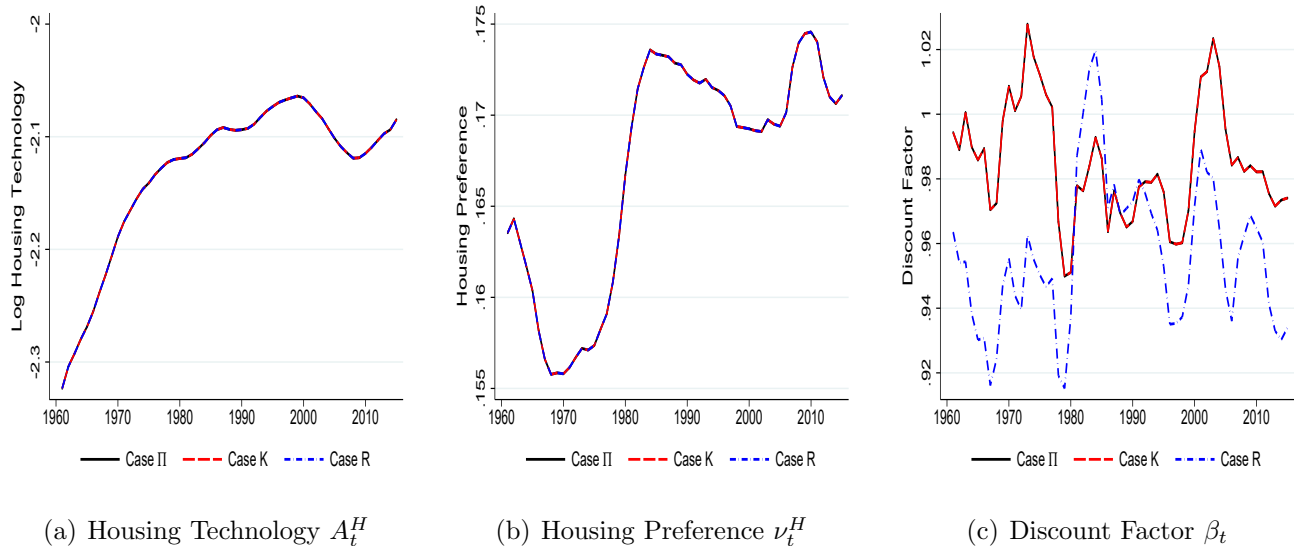 Log Housing Technology
-2
-2.1
-2.2
-2.3
1960 1970 1980 1990 2000 2010
Case Π Case K Case R
(a) Housing Technology A_t^H
Housing Preference
.175
.17
.165
.16
.155
1960 1970 1980 1990 2000 2010
Case Π Case K Case R
(b) Housing Preference ν_t^H
Discount Factor
1.02
1
.98
.96
.94
.92
1960 1970 1980 1990 2000 2010
Case Π Case K Case R
(c) Discount Factor β_t